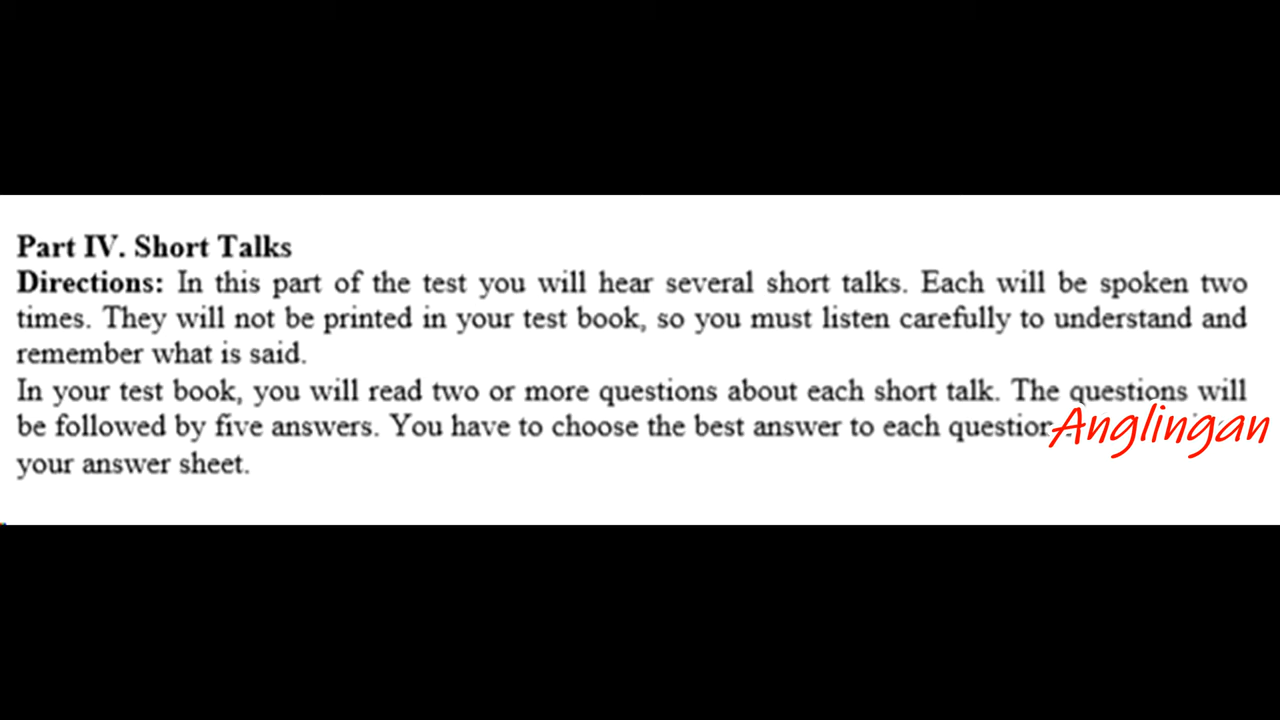 Part IV. Short Talks
Directions: In this part of the test you will hear several short talks. Each will be spoken two
times. They will not be printed in your test book, so you must listen carefully to understand and
remember what is said.
In your test book, you will read two or more questions about each short talk. The questions will
be followed by five answers. You have to choose the best answer to each question Anglingan
your answer sheet.